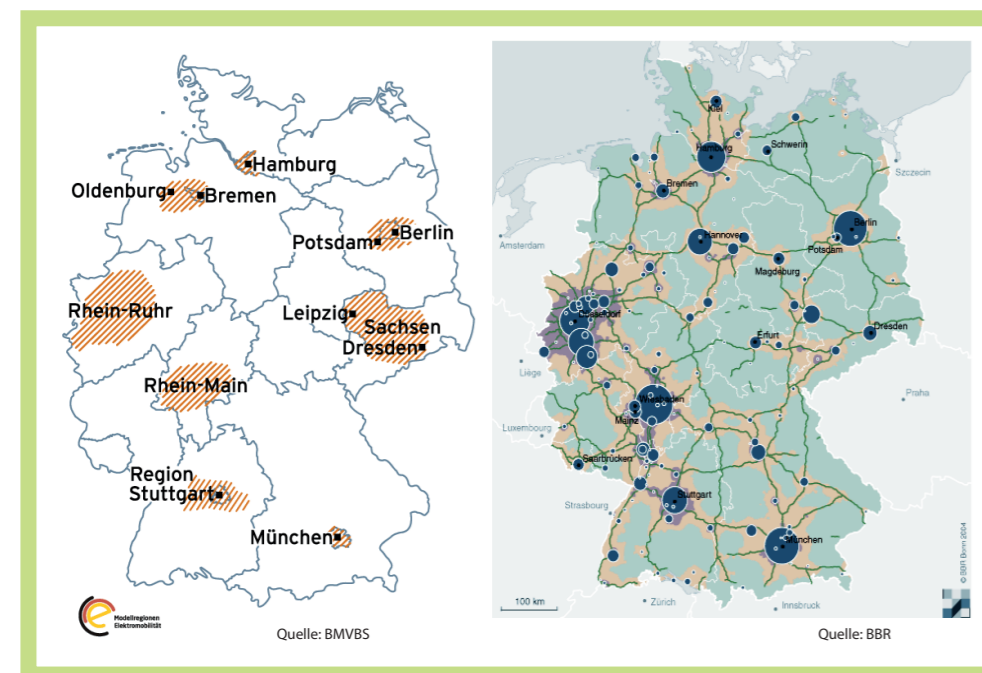 Hamburg
Oldenburg
Bremen
Berlin
Potsdam
Rhein-Ruhr
Leipzig
Sachsen
Dresden
Rhein-Main
Region
Stuttgart
München
Modellregionen
Elektromobilität
Quelle: BMVBS
Kiel
Hamburg
Schwerin
Szczecin
Bremen
Berlin
Amsterdam
Hannover
Potsdam
Magdeburg
Düsseldorf
Dresden
Erfurt
Liège
Praha
Wiesbaden
Mainz
Luxembourg
Saarbrücken
Stuttgart
Strasbourg
München
100 km
Zürich
Innsbruck
© BBR Bonn 2004
Quelle: BBR